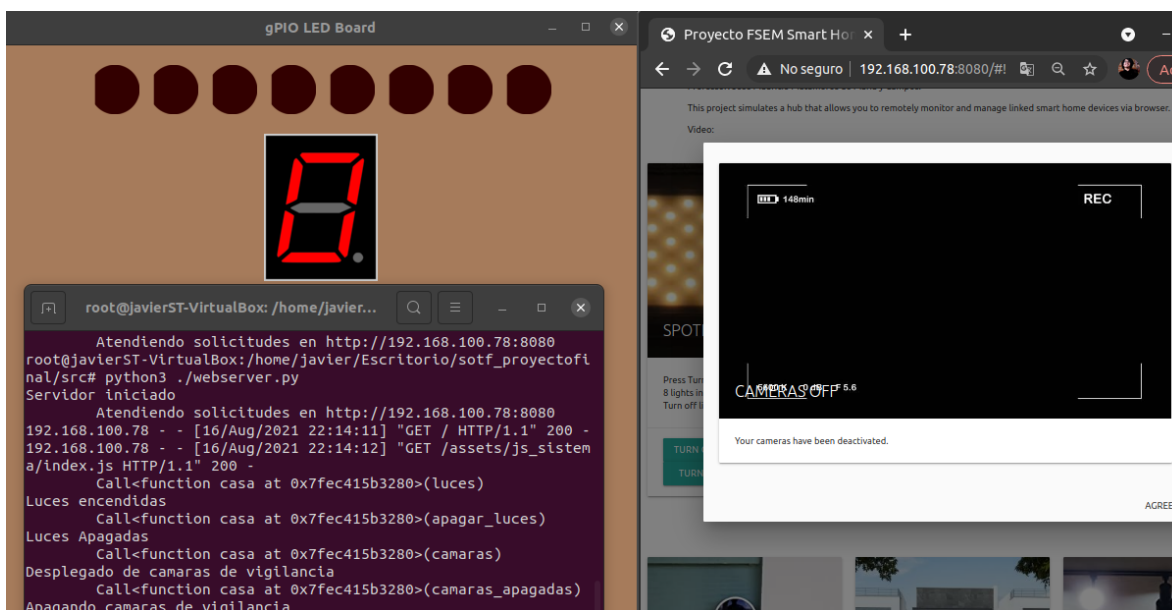 gPIO LED Board
root@javierST-VirtualBox: /home/javier...
Atendiendo solicitudes en http://192.168.100.78:8080
root@javierST-VirtualBox:/home/javier/Escritorio/sotf_proyectofi
nal/src# python3 ./webserver.py
Servidor iniciado
Atendiendo solicitudes en http://192.168.100.78:8080
192.168.100.78 - - [16/Aug/2021 22:14:11] "GET / HTTP/1.1" 200 -
192.168.100.78 - - [16/Aug/2021 22:14:12] "GET /assets/js_sistem
a/index.js HTTP/1.1" 200 -
Call<function casa at 0x7fec415b3280>(luces)
Luces encendidas
Call<function casa at 0x7fec415b3280>(apagar_luces)
Luces Apagadas
Call<function casa at 0x7fec415b3280>(camaras)
Desplegado de camaras de vigilancia
Call<function casa at 0x7fec415b3280>(camaras_apagadas)
Apagando camaras de vigilancia
Proyecto FSEM Smart Hor
No seguro | 192.168.100.78:8080/#!
This project simulates a hub that allows you to remotely monitor and manage linked smart home devices via browser.
Video:
148min
REC
SPOT
Press Turn
8 lights in
Turn off li
CAMERAS OFF
F 5.6
Your cameras have been deactivated.
TURN
TURN
AGREE